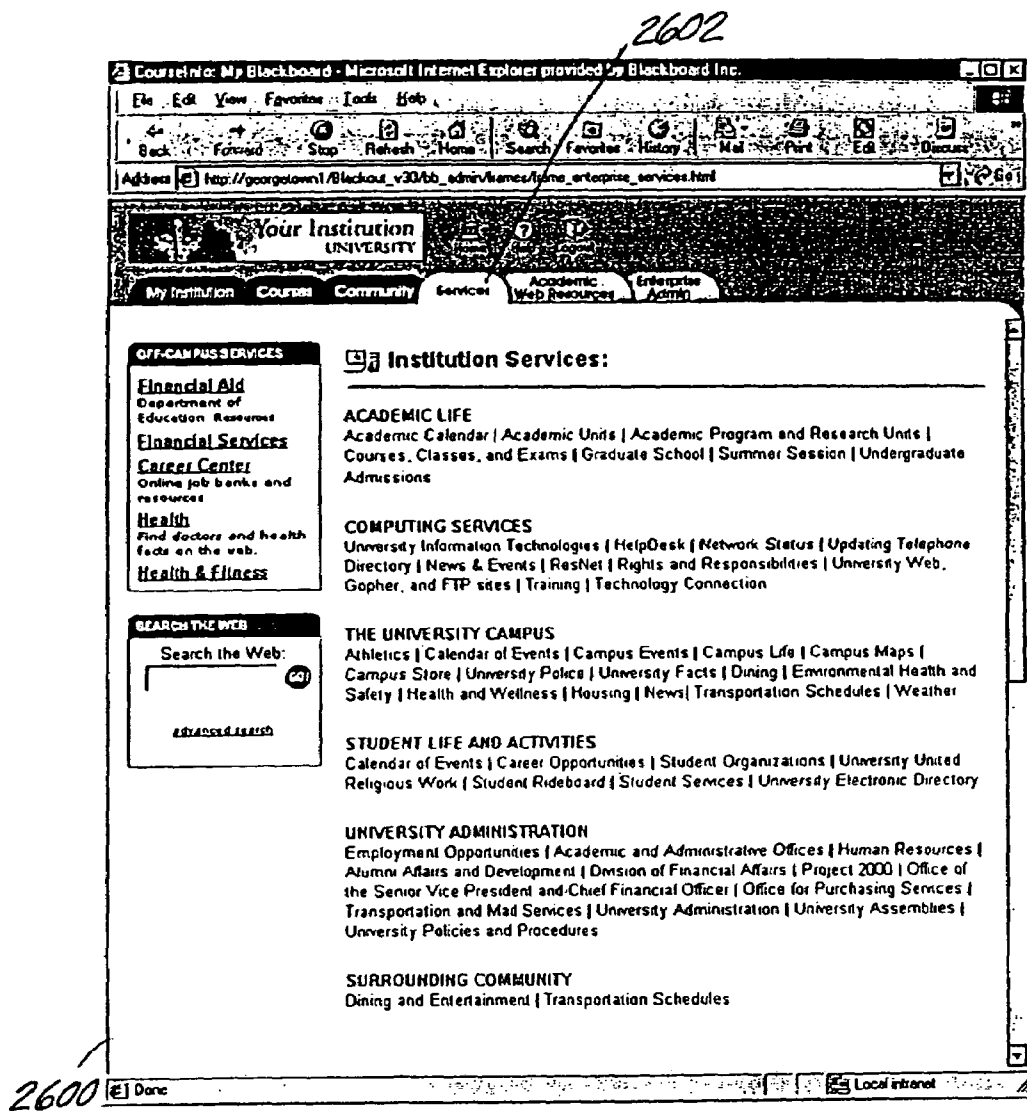 2602
CourseInfo: My Blackboard - Microsoft Internet Explorer provided by Blackboard Inc.
File Edit View Favorites Tools Help
Back Forward Stop Refresh Home Search Favorites History Mail Print Edit Discuss
Address http://georgetown1/Blackout_v30/bb_admin/frames/frame_enterprise_services.html Go
Your Institution
UNIVERSITY
Home Help Logout
My Institution Courses Community Services Academic Web Resources Enterprise Admin
OFF-CAMPUS SERVICES
Financial Aid
Department of
Education Resources
Financial Services
Career Center
Online job banks and
resources
Health
Find doctors and health
facts on the web.
Health & Fitness
SEARCH THE WEB
Search the Web:
GO!
advanced search
Institution Services:
ACADEMIC LIFE
Academic Calendar | Academic Units | Academic Program and Research Units |
Courses, Classes, and Exams | Graduate School | Summer Session | Undergraduate
Admissions
COMPUTING SERVICES
University Information Technologies | HelpDesk | Network Status | Updating Telephone
Directory | News & Events | ResNet | Rights and Responsibilities | University Web,
Gopher, and FTP sites | Training | Technology Connection
THE UNIVERSITY CAMPUS
Athletics | Calendar of Events | Campus Events | Campus Life | Campus Maps |
Campus Store | University Police | University Facts | Dining | Environmental Health and
Safety | Health and Wellness | Housing | News| Transportation Schedules | Weather
STUDENT LIFE AND ACTIVITIES
Calendar of Events | Career Opportunities | Student Organizations | University United
Religious Work | Student Rideboard | Student Services | University Electronic Directory
UNIVERSITY ADMINISTRATION
Employment Opportunities | Academic and Administrative Offices | Human Resources |
Alumni Affairs and Development | Division of Financial Affairs | Project 2000 | Office of
the Senior Vice President and Chief Financial Officer | Office for Purchasing Services |
Transportation and Mail Services | University Administration | University Assemblies |
University Policies and Procedures
SURROUNDING COMMUNITY
Dining and Entertainment | Transportation Schedules
2600
Done Local intranet